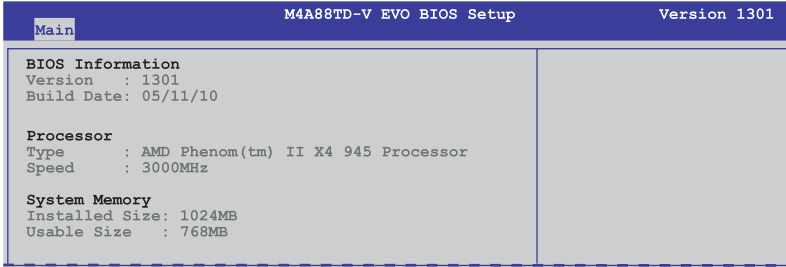 M4A88TD-V EVO BIOS Setup Version 1301
Main
BIOS Information
Version : 1301
Build Date: 05/11/10
Processor
Type : AMD Phenom(tm) II X4 945 Processor
Speed : 3000MHz
System Memory
Installed Size: 1024MB
Usable Size : 768MB